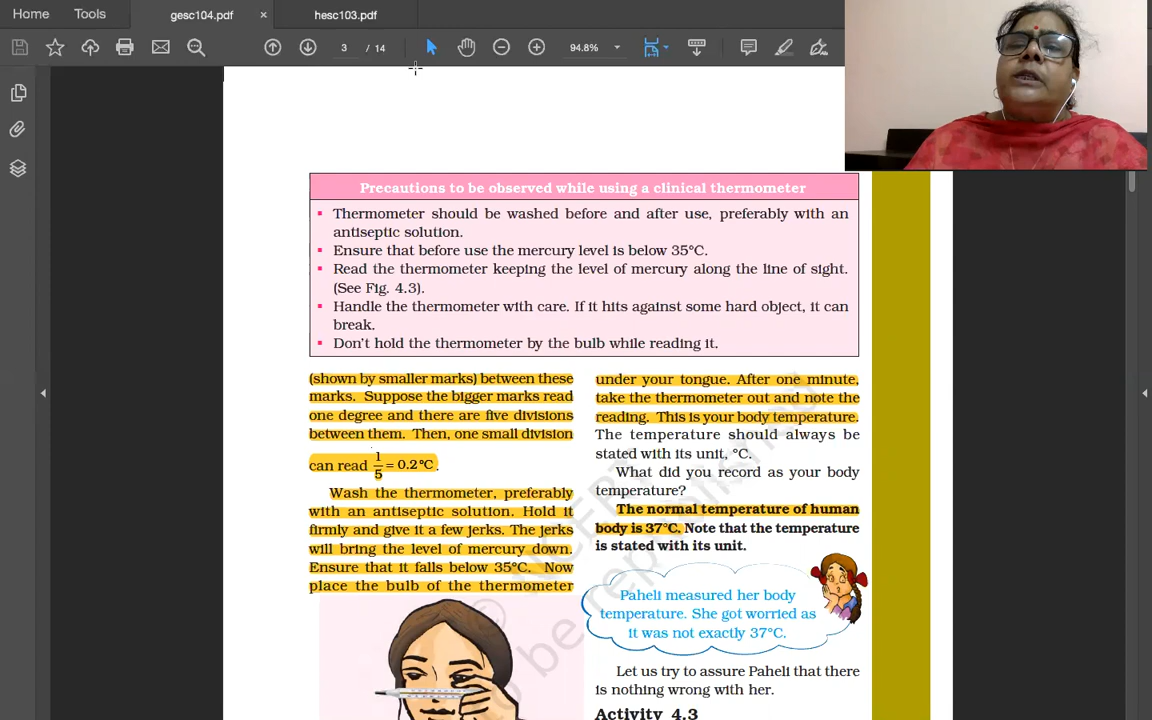 Home Tools gesc104.pdf × hesc103.pdf
3 / 14 94.8%
Precautions to be observed while using a clinical thermometer
▪ Thermometer should be washed before and after use, preferably with an
antiseptic solution.
▪ Ensure that before use the mercury level is below 35°C.
▪ Read the thermometer keeping the level of mercury along the line of sight.
(See Fig. 4.3).
▪ Handle the thermometer with care. If it hits against some hard object, it can
break.
▪ Don't hold the thermometer by the bulb while reading it.
(shown by smaller marks) between these
marks. Suppose the bigger marks read
one degree and there are five divisions
between them. Then, one small division
can read 1/5 = 0.2°C.
Wash the thermometer, preferably
with an antiseptic solution. Hold it
firmly and give it a few jerks. The jerks
will bring the level of mercury down.
Ensure that it falls below 35°C. Now
place the bulb of the thermometer
under your tongue. After one minute,
take the thermometer out and note the
reading. This is your body temperature.
The temperature should always be
stated with its unit, °C.
What did you record as your body
temperature?
The normal temperature of human
body is 37°C. Note that the temperature
is stated with its unit.
Paheli measured her body
temperature. She got worried as
it was not exactly 37°C.
Let us try to assure Paheli that there
is nothing wrong with her.
Activity 4.3
© NCERT
o be republished